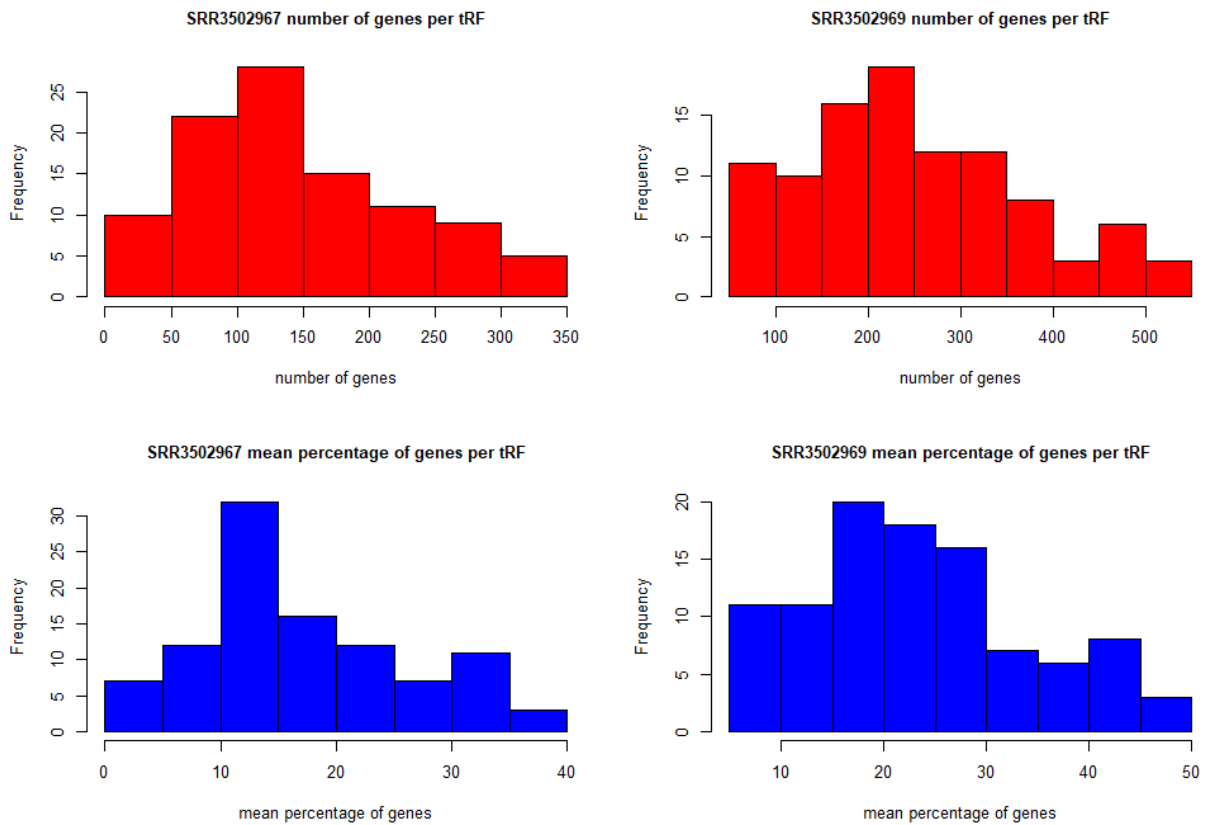 SRR3502967 number of genes per tRF
Frequency
0
5
10
15
20
25
0 50 100 150 200 250 300 350
number of genes
SRR3502969 number of genes per tRF
Frequency
0
5
10
15
100 200 300 400 500
number of genes
SRR3502967 mean percentage of genes per tRF
Frequency
0
5
10
15
20
25
30
0 10 20 30 40
mean percentage of genes
SRR3502969 mean percentage of genes per tRF
Frequency
0
5
10
15
20
10 20 30 40 50
mean percentage of genes